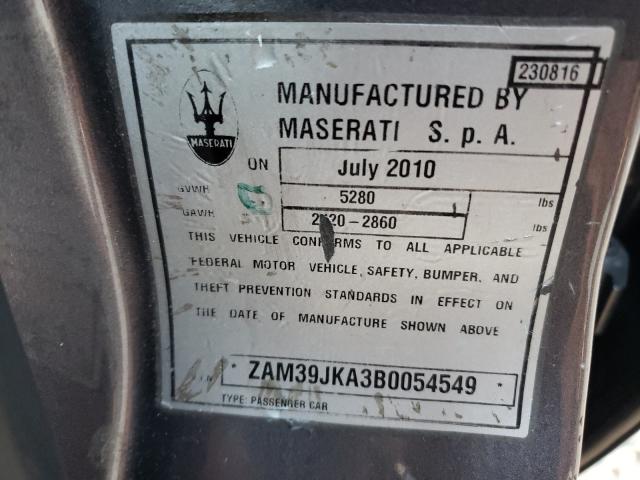 230816
MASERATI
MANUFACTURED BY
MASERATI S. p. A.
ON July 2010
GVWR 5280 lbs
GAWR -2860 lbs
THIS VEHICLE CONFORMS TO ALL APPLICABLE
FEDERAL MOTOR VEHICLE, SAFETY, BUMPER, AND
THEFT PREVENTION STANDARDS IN EFFECT ON
THE DATE OF MANUFACTURE SHOWN ABOVE
* ZAM39JKA3B0054549 *
TYPE: PASSENGER CAR